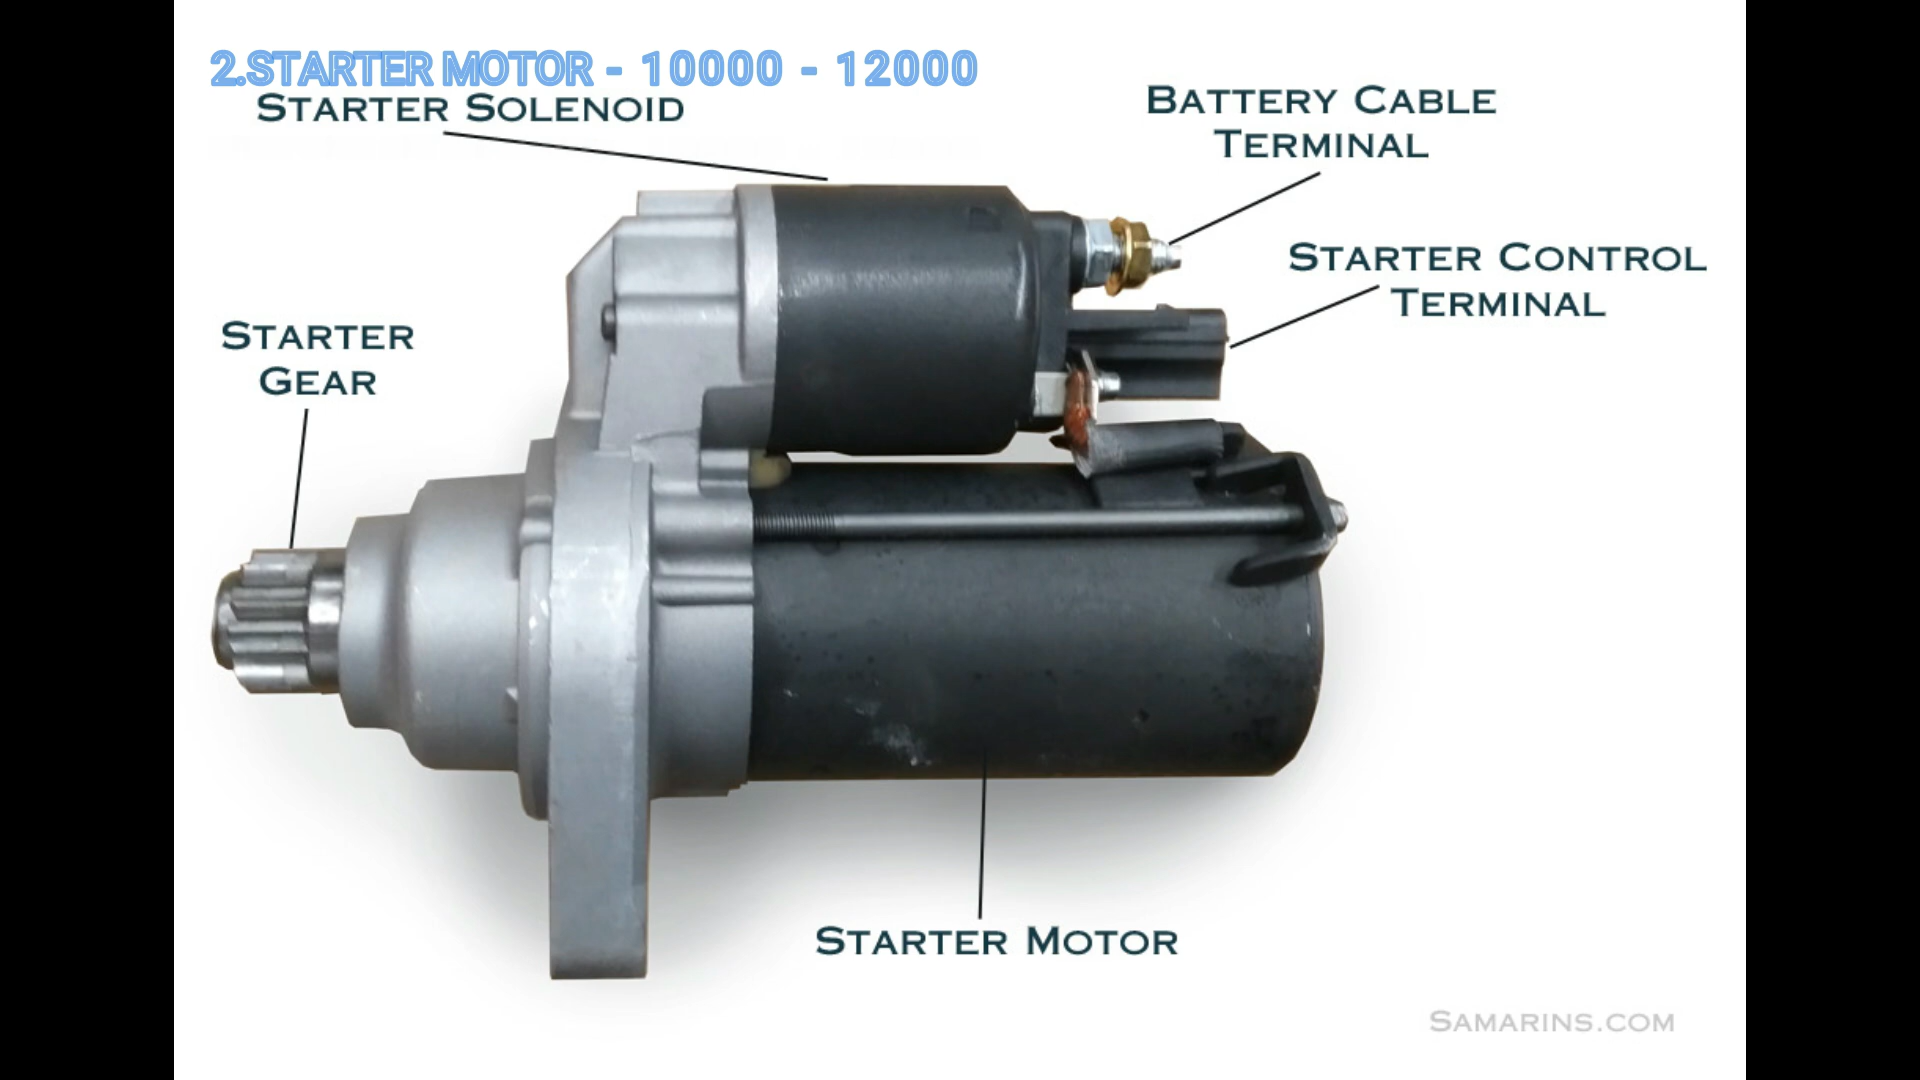 2.STARTER MOTOR - 10000 - 12000
STARTER SOLENOID
BATTERY CABLE
TERMINAL
STARTER CONTROL
TERMINAL
STARTER
GEAR
STARTER MOTOR
SAMARINS.COM